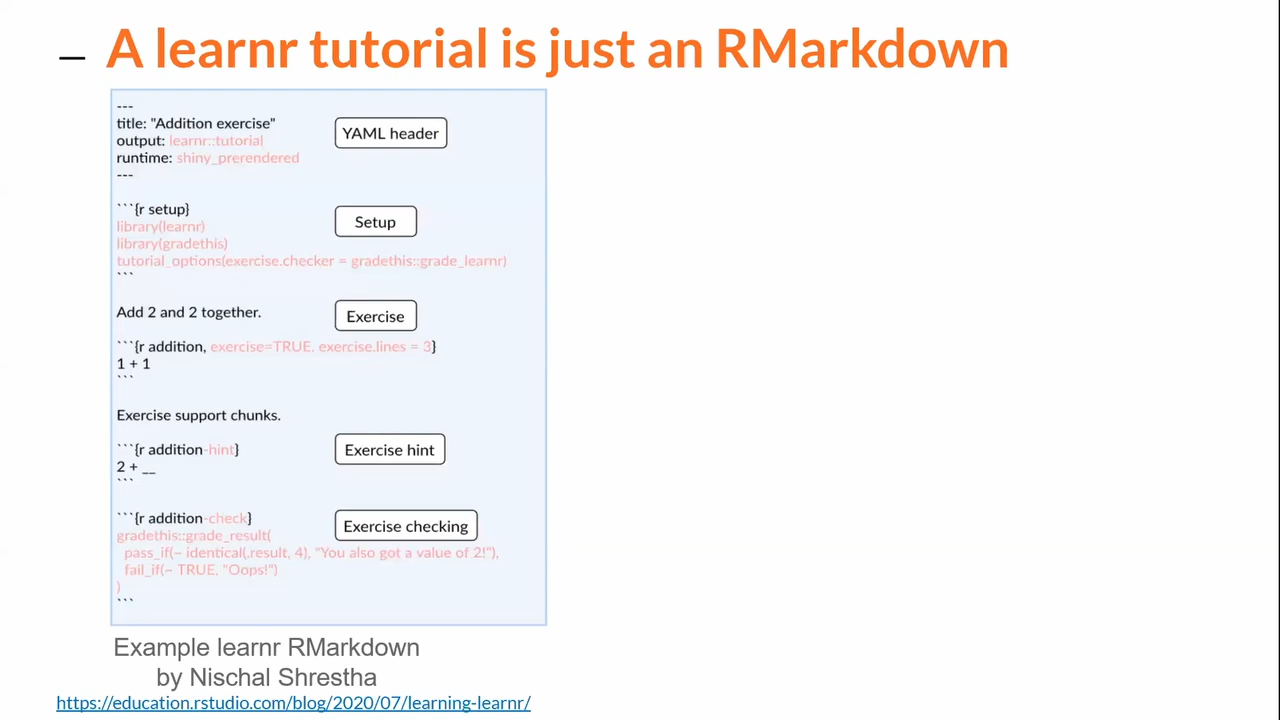 — A learnr tutorial is just an RMarkdown
---
title: "Addition exercise"
output: learnr::tutorial
runtime: shiny_prerendered
---
YAML header
```{r setup}
library(learnr)
library(gradethis)
tutorial_options(exercise.checker = gradethis::grade_learnr)
```
Setup
Add 2 and 2 together.
Exercise
```{r addition, exercise=TRUE, exercise.lines = 3}
1 + 1
```
Exercise support chunks.
```{r addition-hint}
2 + __
```
Exercise hint
```{r addition-check}
gradethis::grade_result(
pass_if(~ identical(.result, 4), "You also got a value of 2!"),
fail_if(~ TRUE, "Oops!")
)
```
Exercise checking
Example learnr RMarkdown
by Nischal Shrestha
https://education.rstudio.com/blog/2020/07/learning-learnr/